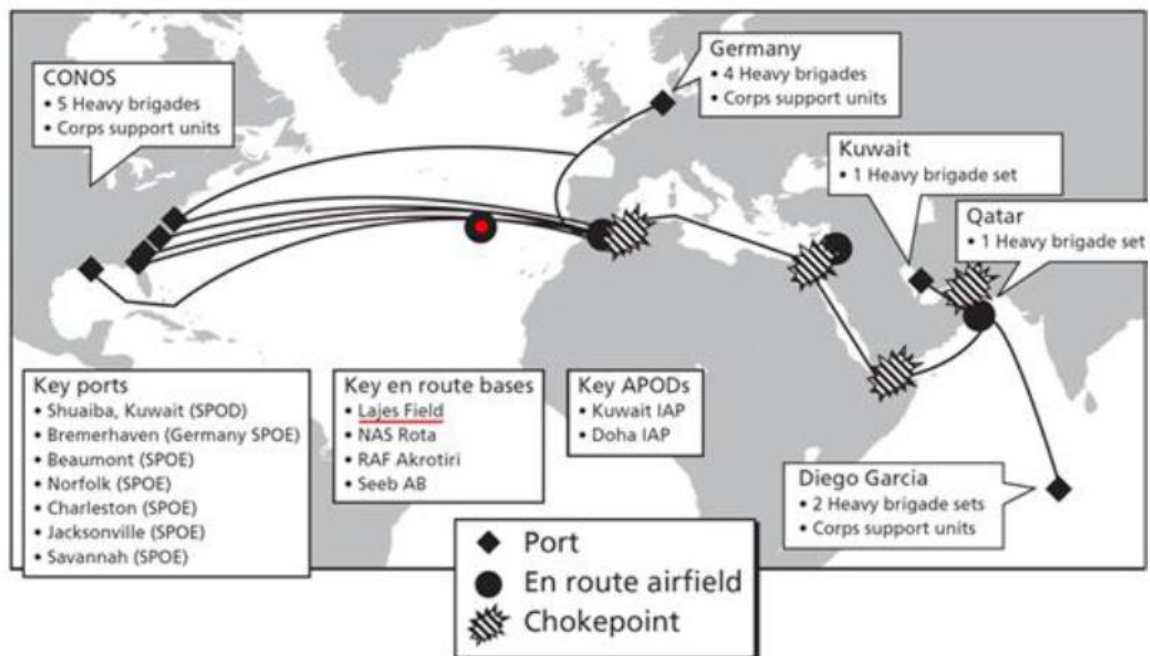 CONOS
• 5 Heavy brigades
• Corps support units
Germany
• 4 Heavy brigades
• Corps support units
Kuwait
• 1 Heavy brigade set
Qatar
• 1 Heavy brigade set
Key ports
• Shuaiba, Kuwait (SPOD)
• Bremerhaven (Germany SPOE)
• Beaumont (SPOE)
• Norfolk (SPOE)
• Charleston (SPOE)
• Jacksonville (SPOE)
• Savannah (SPOE)
Key en route bases
• Lajes Field
• NAS Rota
• RAF Akrotiri
• Seeb AB
Key APODs
• Kuwait IAP
• Doha IAP
Diego Garcia
• 2 Heavy brigade sets
• Corps support units
Port
En route airfield
Chokepoint